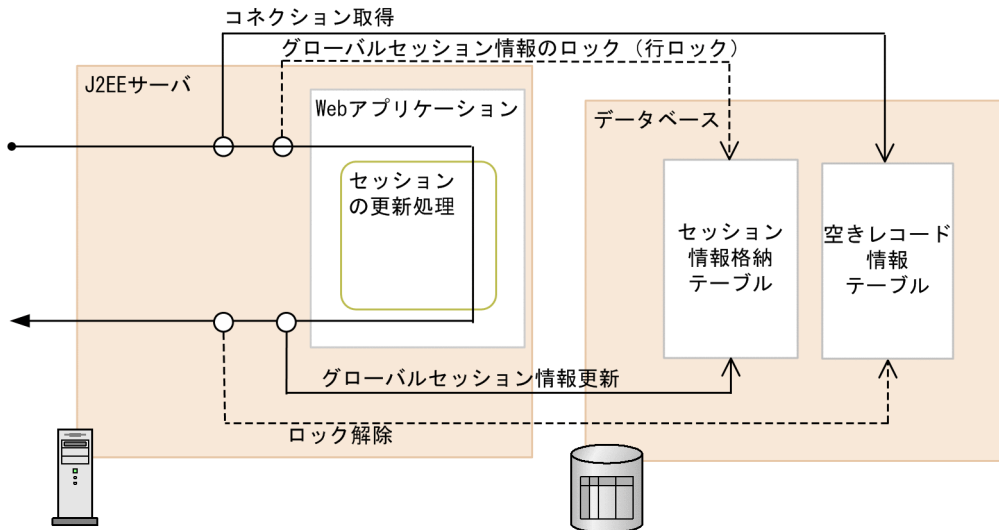 コネクション取得
グローバルセッション情報のロック（行ロック）
J2EEサーバ
Webアプリケーション
データベース
セッション
の更新処理
セッション
情報格納
テーブル
空きレコード
情報
テーブル
グローバルセッション情報更新
ロック解除